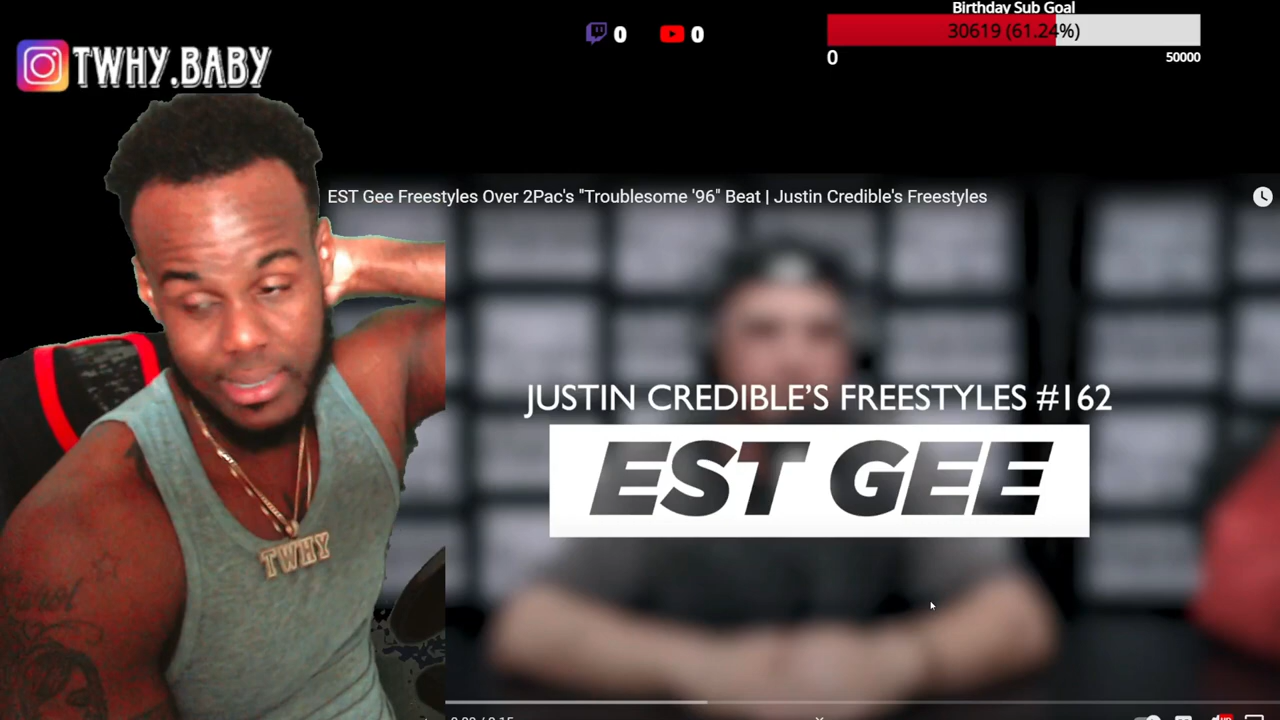 Birthday Sub Goal
0
0
30619 (61.24%)
0
50000
TWHY.BABY
EST Gee Freestyles Over 2Pac's "Troublesome '96" Beat | Justin Credible's Freestyles
JUSTIN CREDIBLE'S FREESTYLES #162
EST GEE
TWHY